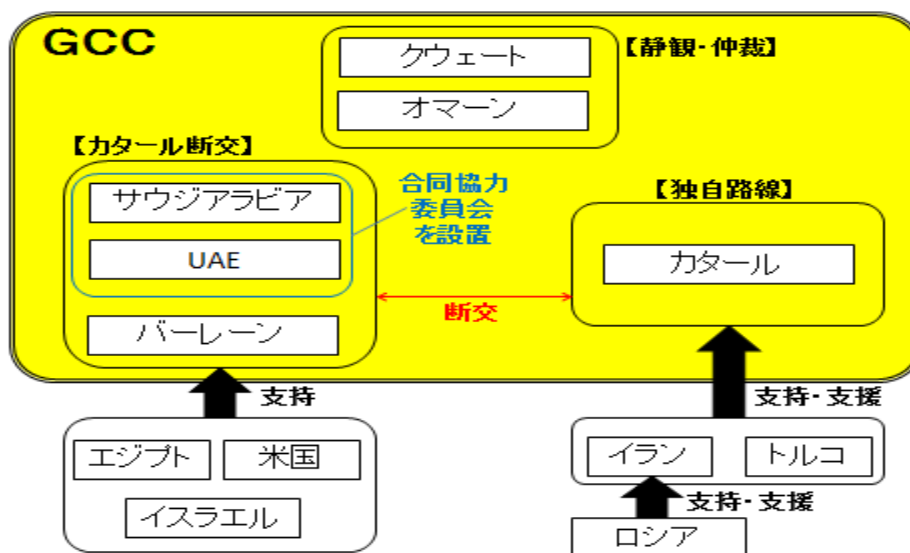 GCC
クウェート
【静観・仲裁】
オマーン
【カタール断交】
サウジアラビア
UAE
バーレーン
合同協力
委員会
を設置
【独自路線】
カタール
断交
支持
支持・支援
エジプト
米国
イスラエル
イラン
トルコ
支持・支援
ロシア